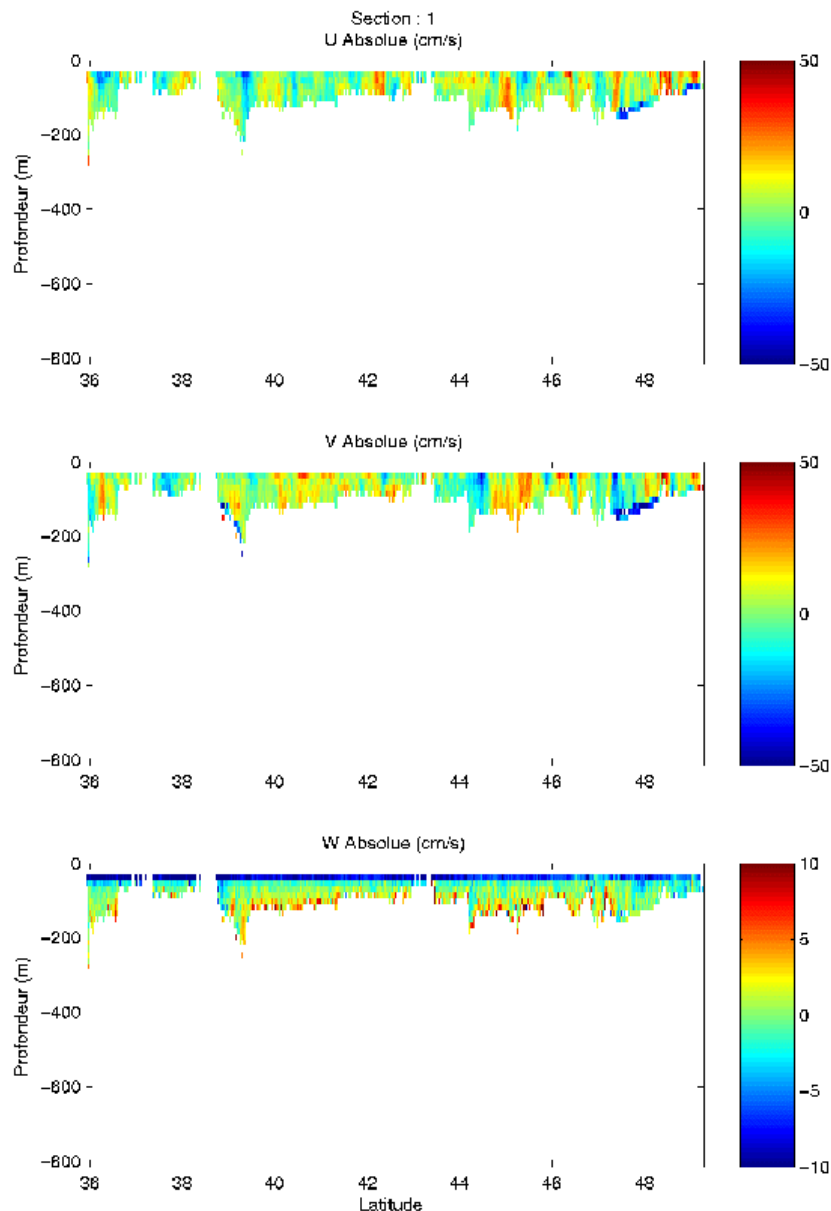 Section : 1
U Absolue (cm/s)
0
−200
−400
−600
Profondeur (m)
36 38 40 42 44 46 48
50
0
−50
V Absolue (cm/s)
0
−200
−400
−600
Profondeur (m)
36 38 40 42 44 46 48
50
0
−50
W Absolue (cm/s)
0
−200
−400
−600
−800
Profondeur (m)
36 38 40 42 44 46 48
Latitude
10
5
0
−5
−10